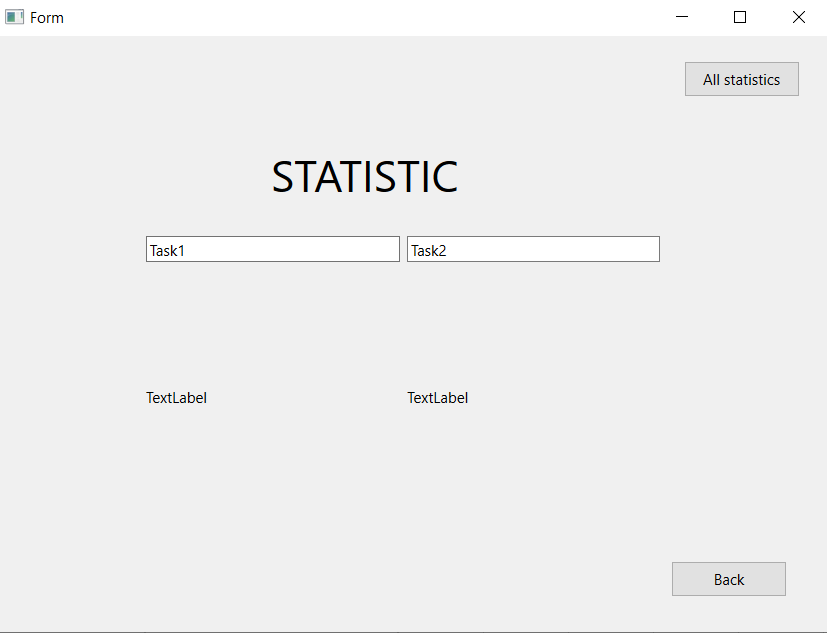 Form
All statistics
STATISTIC
Task1 Task2
TextLabel TextLabel
Back